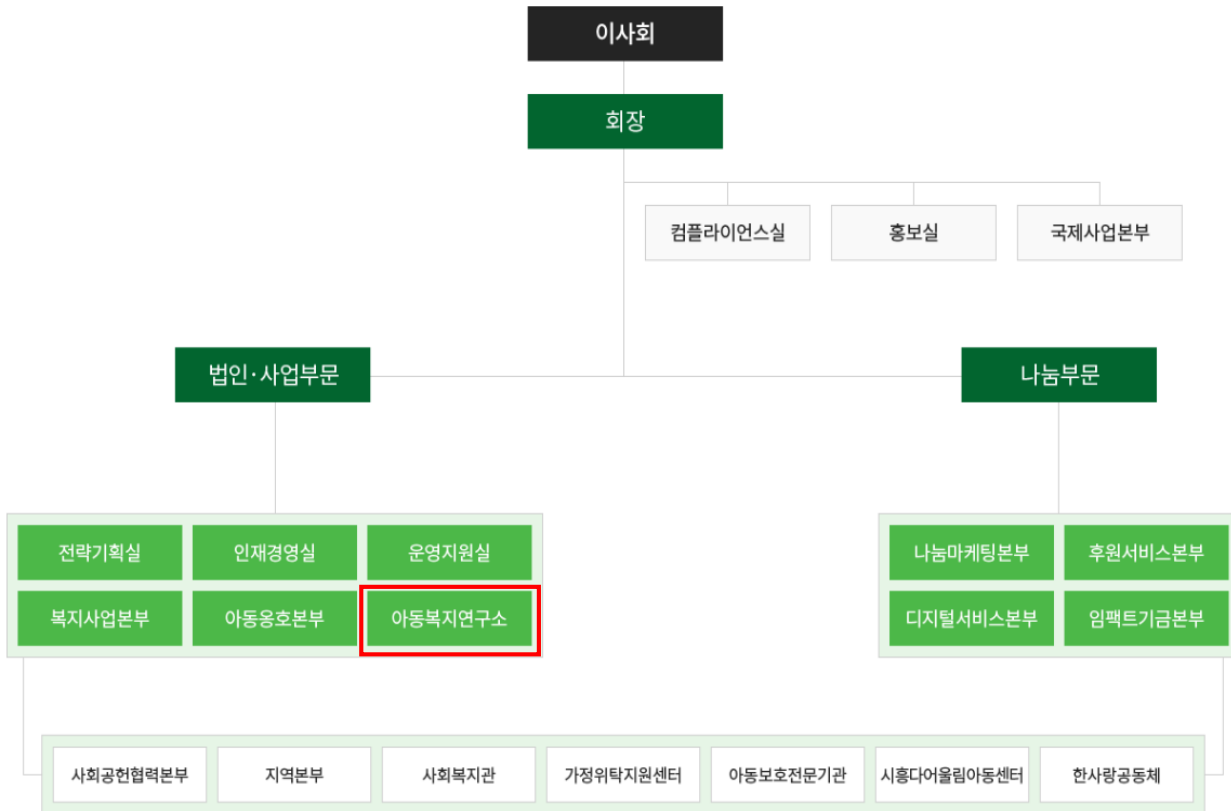 이사회
회장
컴플라이언스실
홍보실
국제사업본부
법인·사업부문
나눔부문
전략기획실
인재경영실
운영지원실
복지사업본부
아동옹호본부
아동복지연구소
나눔마케팅본부
후원서비스본부
디지털서비스본부
임팩트기금본부
사회공헌협력본부
지역본부
사회복지관
가정위탁지원센터
아동보호전문기관
시흥다어울림아동센터
한사랑공동체